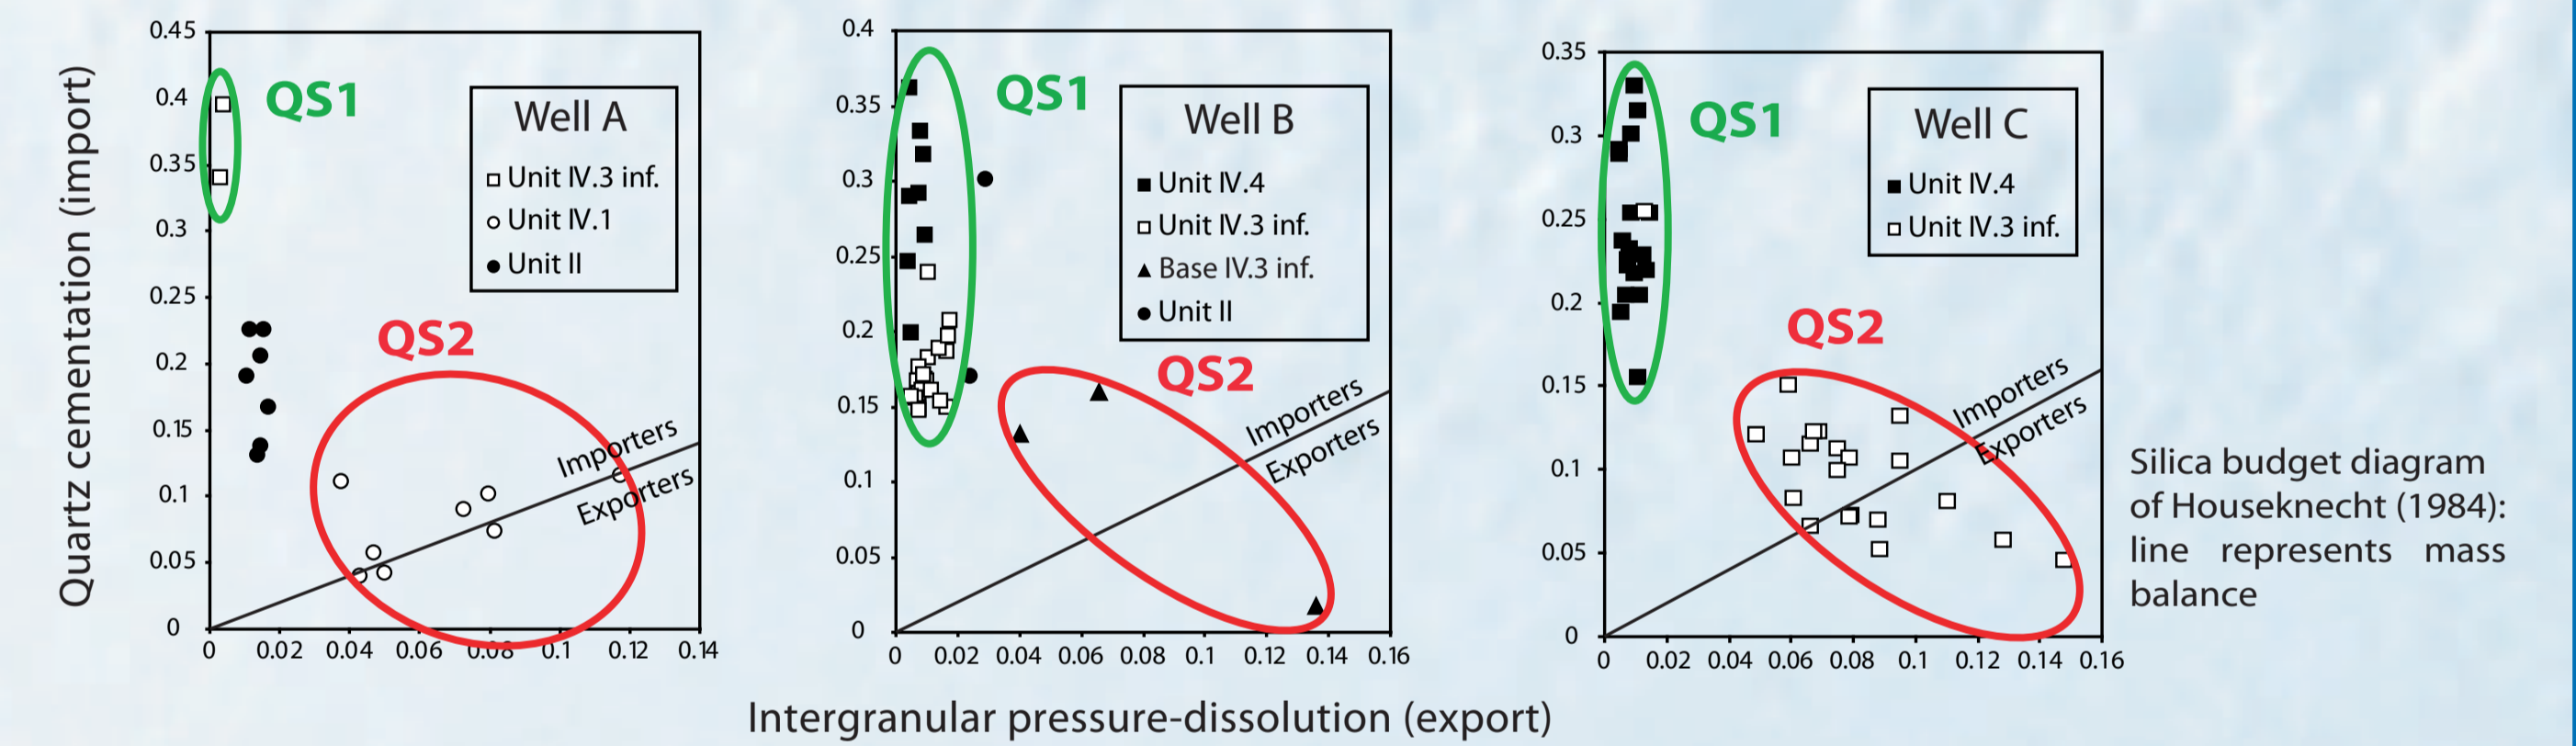 Quartz cementation (import)
0.45
0.4
0.35
0.3
0.25
0.2
0.15
0.1
0.05
0
0 0.02 0.04 0.06 0.08 0.1 0.12 0.14
QS1
QS2
Well A
Unit IV.3 inf.
Unit IV.1
Unit II
Importers
Exporters
0.4
0.35
0.3
0.25
0.2
0.15
0.1
0.05
0
0 0.02 0.04 0.06 0.08 0.1 0.12 0.14 0.16
QS1
QS2
Well B
Unit IV.4
Unit IV.3 inf.
Base IV.3 inf.
Unit II
Importers
Exporters
0.35
0.3
0.25
0.2
0.15
0.1
0.05
0
0 0.02 0.04 0.06 0.08 0.1 0.12 0.14 0.16
QS1
QS2
Well C
Unit IV.4
Unit IV.3 inf.
Importers
Exporters
Intergranular pressure-dissolution (export)
Silica budget diagram
of Houseknecht (1984):
line represents mass
balance